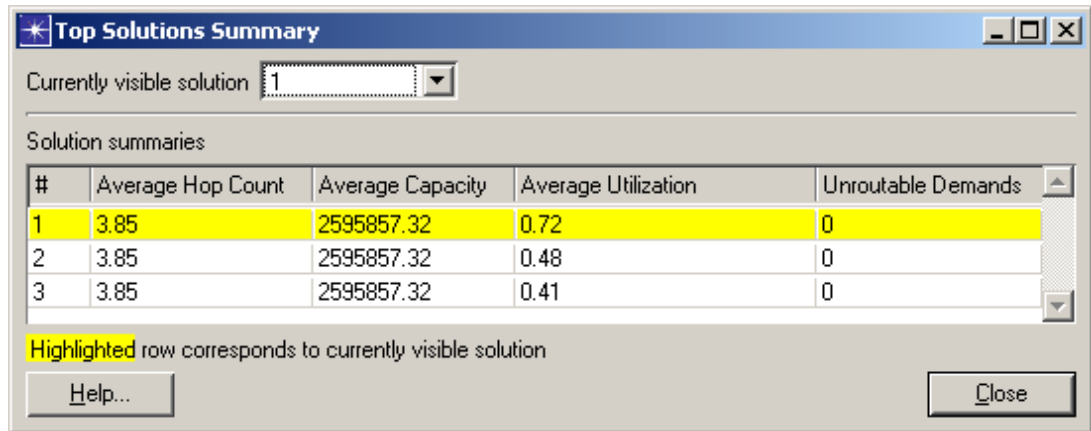 Top Solutions Summary
Currently visible solution 1
Solution summaries
# Average Hop Count Average Capacity Average Utilization Unroutable Demands
1 3.85 2595857.32 0.72 0
2 3.85 2595857.32 0.48 0
3 3.85 2595857.32 0.41 0
Highlighted row corresponds to currently visible solution
Help... Close